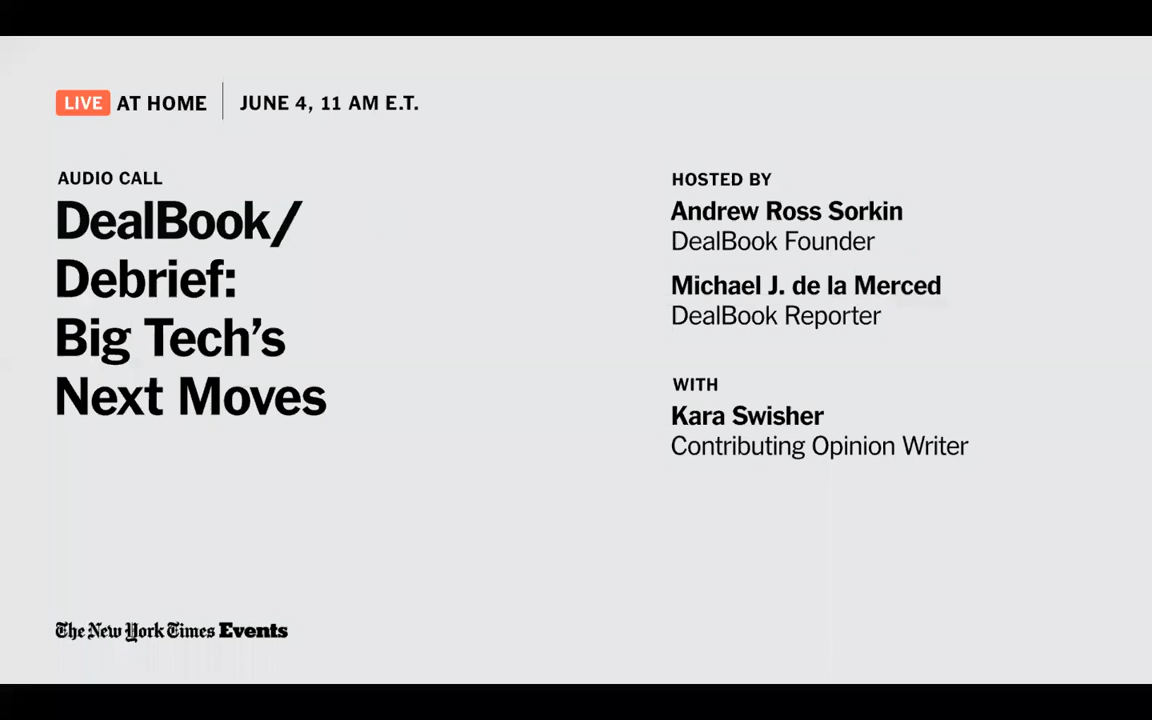 LIVE AT HOME | JUNE 4, 11 AM E.T.
AUDIO CALL
DealBook/
Debrief:
Big Tech’s
Next Moves
HOSTED BY
Andrew Ross Sorkin
DealBook Founder
Michael J. de la Merced
DealBook Reporter
WITH
Kara Swisher
Contributing Opinion Writer
The New York Times Events